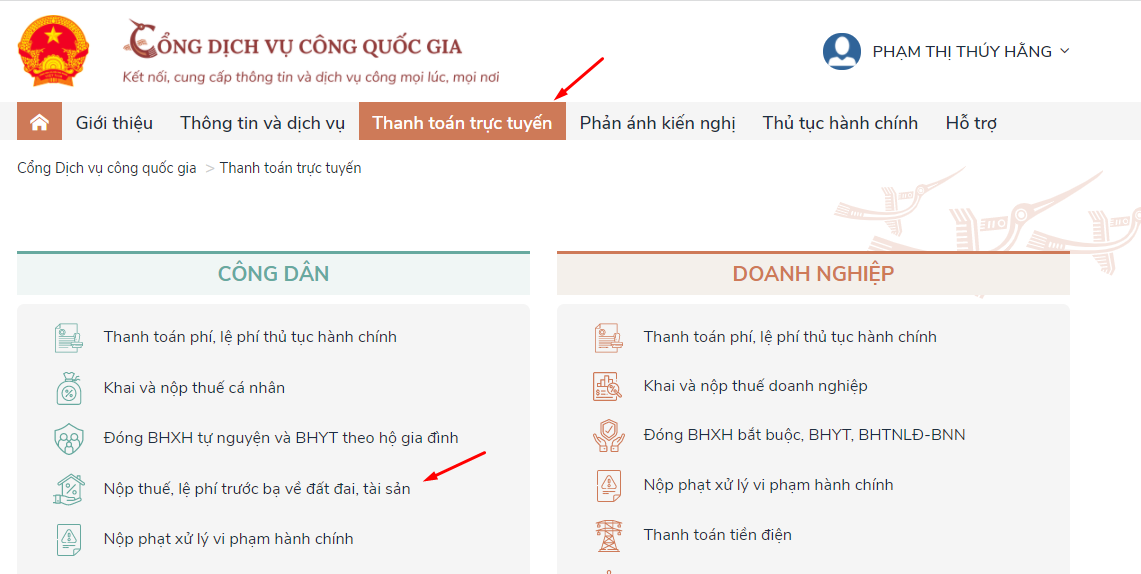 CỔNG DỊCH VỤ CÔNG QUỐC GIA
Kết nối, cung cấp thông tin và dịch vụ công mọi lúc, mọi nơi
PHẠM THỊ THÚY HẰNG
Giới thiệu Thông tin và dịch vụ Thanh toán trực tuyến Phản ánh kiến nghị Thủ tục hành chính Hỗ trợ
Cổng Dịch vụ công quốc gia > Thanh toán trực tuyến
CÔNG DÂN
Thanh toán phí, lệ phí thủ tục hành chính
Khai và nộp thuế cá nhân
Đóng BHXH tự nguyện và BHYT theo hộ gia đình
Nộp thuế, lệ phí trước bạ về đất đai, tài sản
Nộp phạt xử lý vi phạm hành chính
DOANH NGHIỆP
Thanh toán phí, lệ phí thủ tục hành chính
Khai và nộp thuế doanh nghiệp
Đóng BHXH bắt buộc, BHYT, BHTNLĐ-BNN
Nộp phạt xử lý vi phạm hành chính
Thanh toán tiền điện